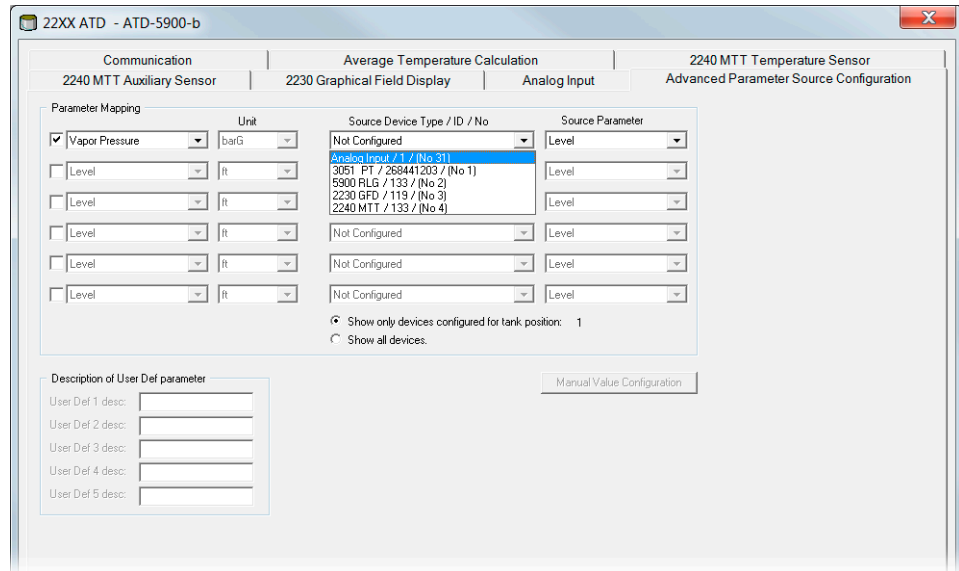 22XX ATD - ATD-5900-b
X
Communication Average Temperature Calculation 2240 MTT Temperature Sensor
2240 MTT Auxiliary Sensor 2230 Graphical Field Display Analog Input Advanced Parameter Source Configuration
Parameter Mapping
Unit Source Device Type / ID / No Source Parameter
Vapor Pressure barG Not Configured Level
Analog Input / 1 / (No 31)
3051 PT / 268441203 / (No 1)
5900 RLG / 133 / (No 2)
2230 GFD / 119 / (No 3)
2240 MTT / 133 / (No 4)
Level ft Level
Level ft Level
Level ft Not Configured Level
Level ft Not Configured Level
Level ft Not Configured Level
Show only devices configured for tank position: 1
Show all devices.
Description of User Def parameter
Manual Value Configuration
User Def 1 desc:
User Def 2 desc:
User Def 3 desc:
User Def 4 desc:
User Def 5 desc: